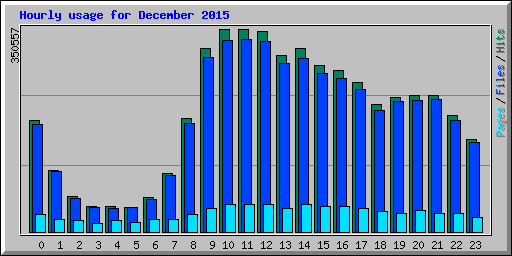 Hourly usage for December 2015
350557
Pages / Files / Hits
0 1 2 3 4 5 6 7 8 9 10 11 12 13 14 15 16 17 18 19 20 21 22 23